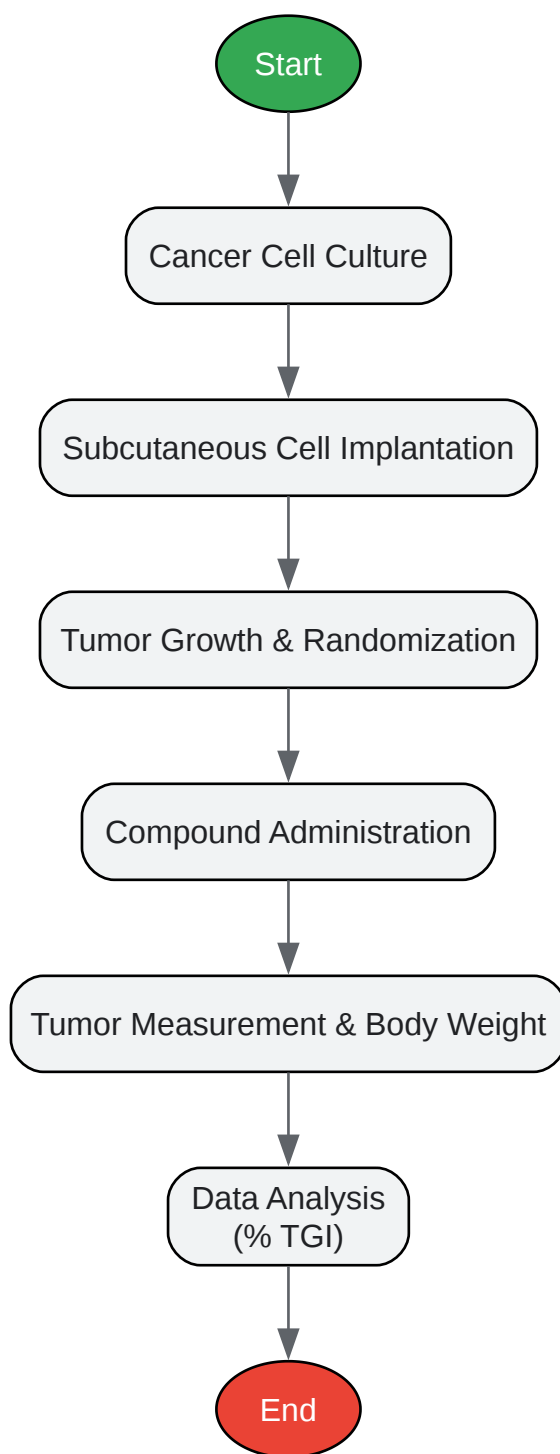 Start
Cancer Cell Culture
Subcutaneous Cell Implantation
Tumor Growth & Randomization
Compound Administration
Tumor Measurement & Body Weight
Data Analysis
(% TGI)
End